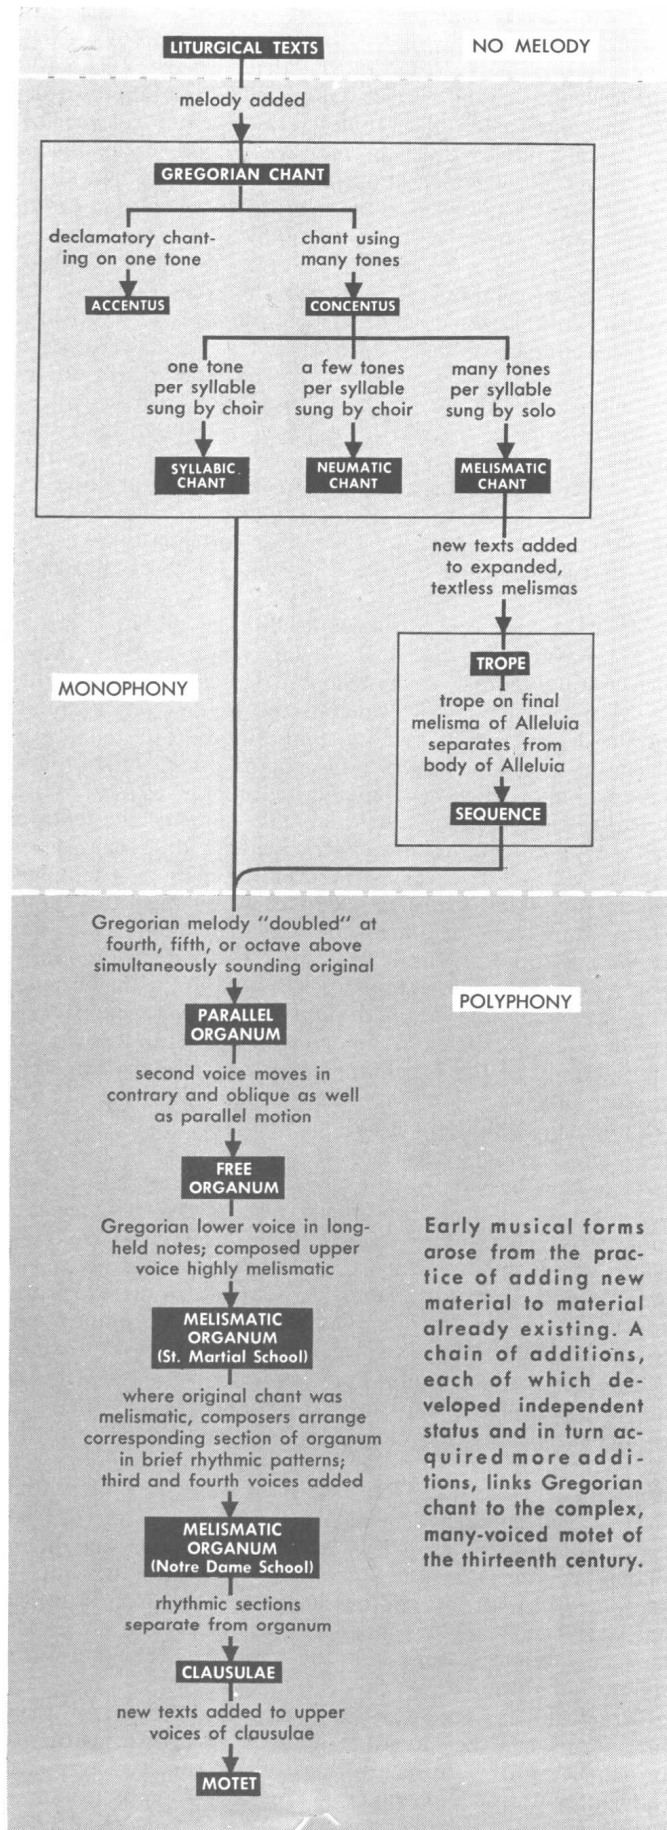 LITURGICAL TEXTS
NO MELODY
melody added
GREGORIAN CHANT
declamatory chant-
ing on one tone
chant using
many tones
ACCENTUS
CONCENTUS
one tone
per syllable
sung by choir
a few tones
per syllable
sung by choir
many tones
per syllable
sung by solo
SYLLABIC
CHANT
NEUMATIC
CHANT
MELISMATIC
CHANT
new texts added
to expanded,
textless melismas
TROPE
MONOPHONY
trope on final
melisma of Alleluia
separates from
body of Alleluia
SEQUENCE
Gregorian melody "doubled" at
fourth, fifth, or octave above
simultaneously sounding original
POLYPHONY
PARALLEL
ORGANUM
second voice moves in
contrary and oblique as well
as parallel motion
FREE
ORGANUM
Gregorian lower voice in long-
held notes; composed upper
voice highly melismatic
MELISMATIC
ORGANUM
(St. Martial School)
where original chant was
melismatic, composers arrange
corresponding section of organum
in brief rhythmic patterns;
third and fourth voices added
MELISMATIC
ORGANUM
(Notre Dame School)
rhythmic sections
separate from organum
CLAUSULAE
new texts added to upper
voices of clausulae
MOTET
Early musical forms
arose from the prac-
tice of adding new
material to material
already existing. A
chain of additions,
each of which de-
veloped independent
status and in turn ac-
quired more addi-
tions, links Gregorian
chant to the complex,
many-voiced motet of
the thirteenth century.